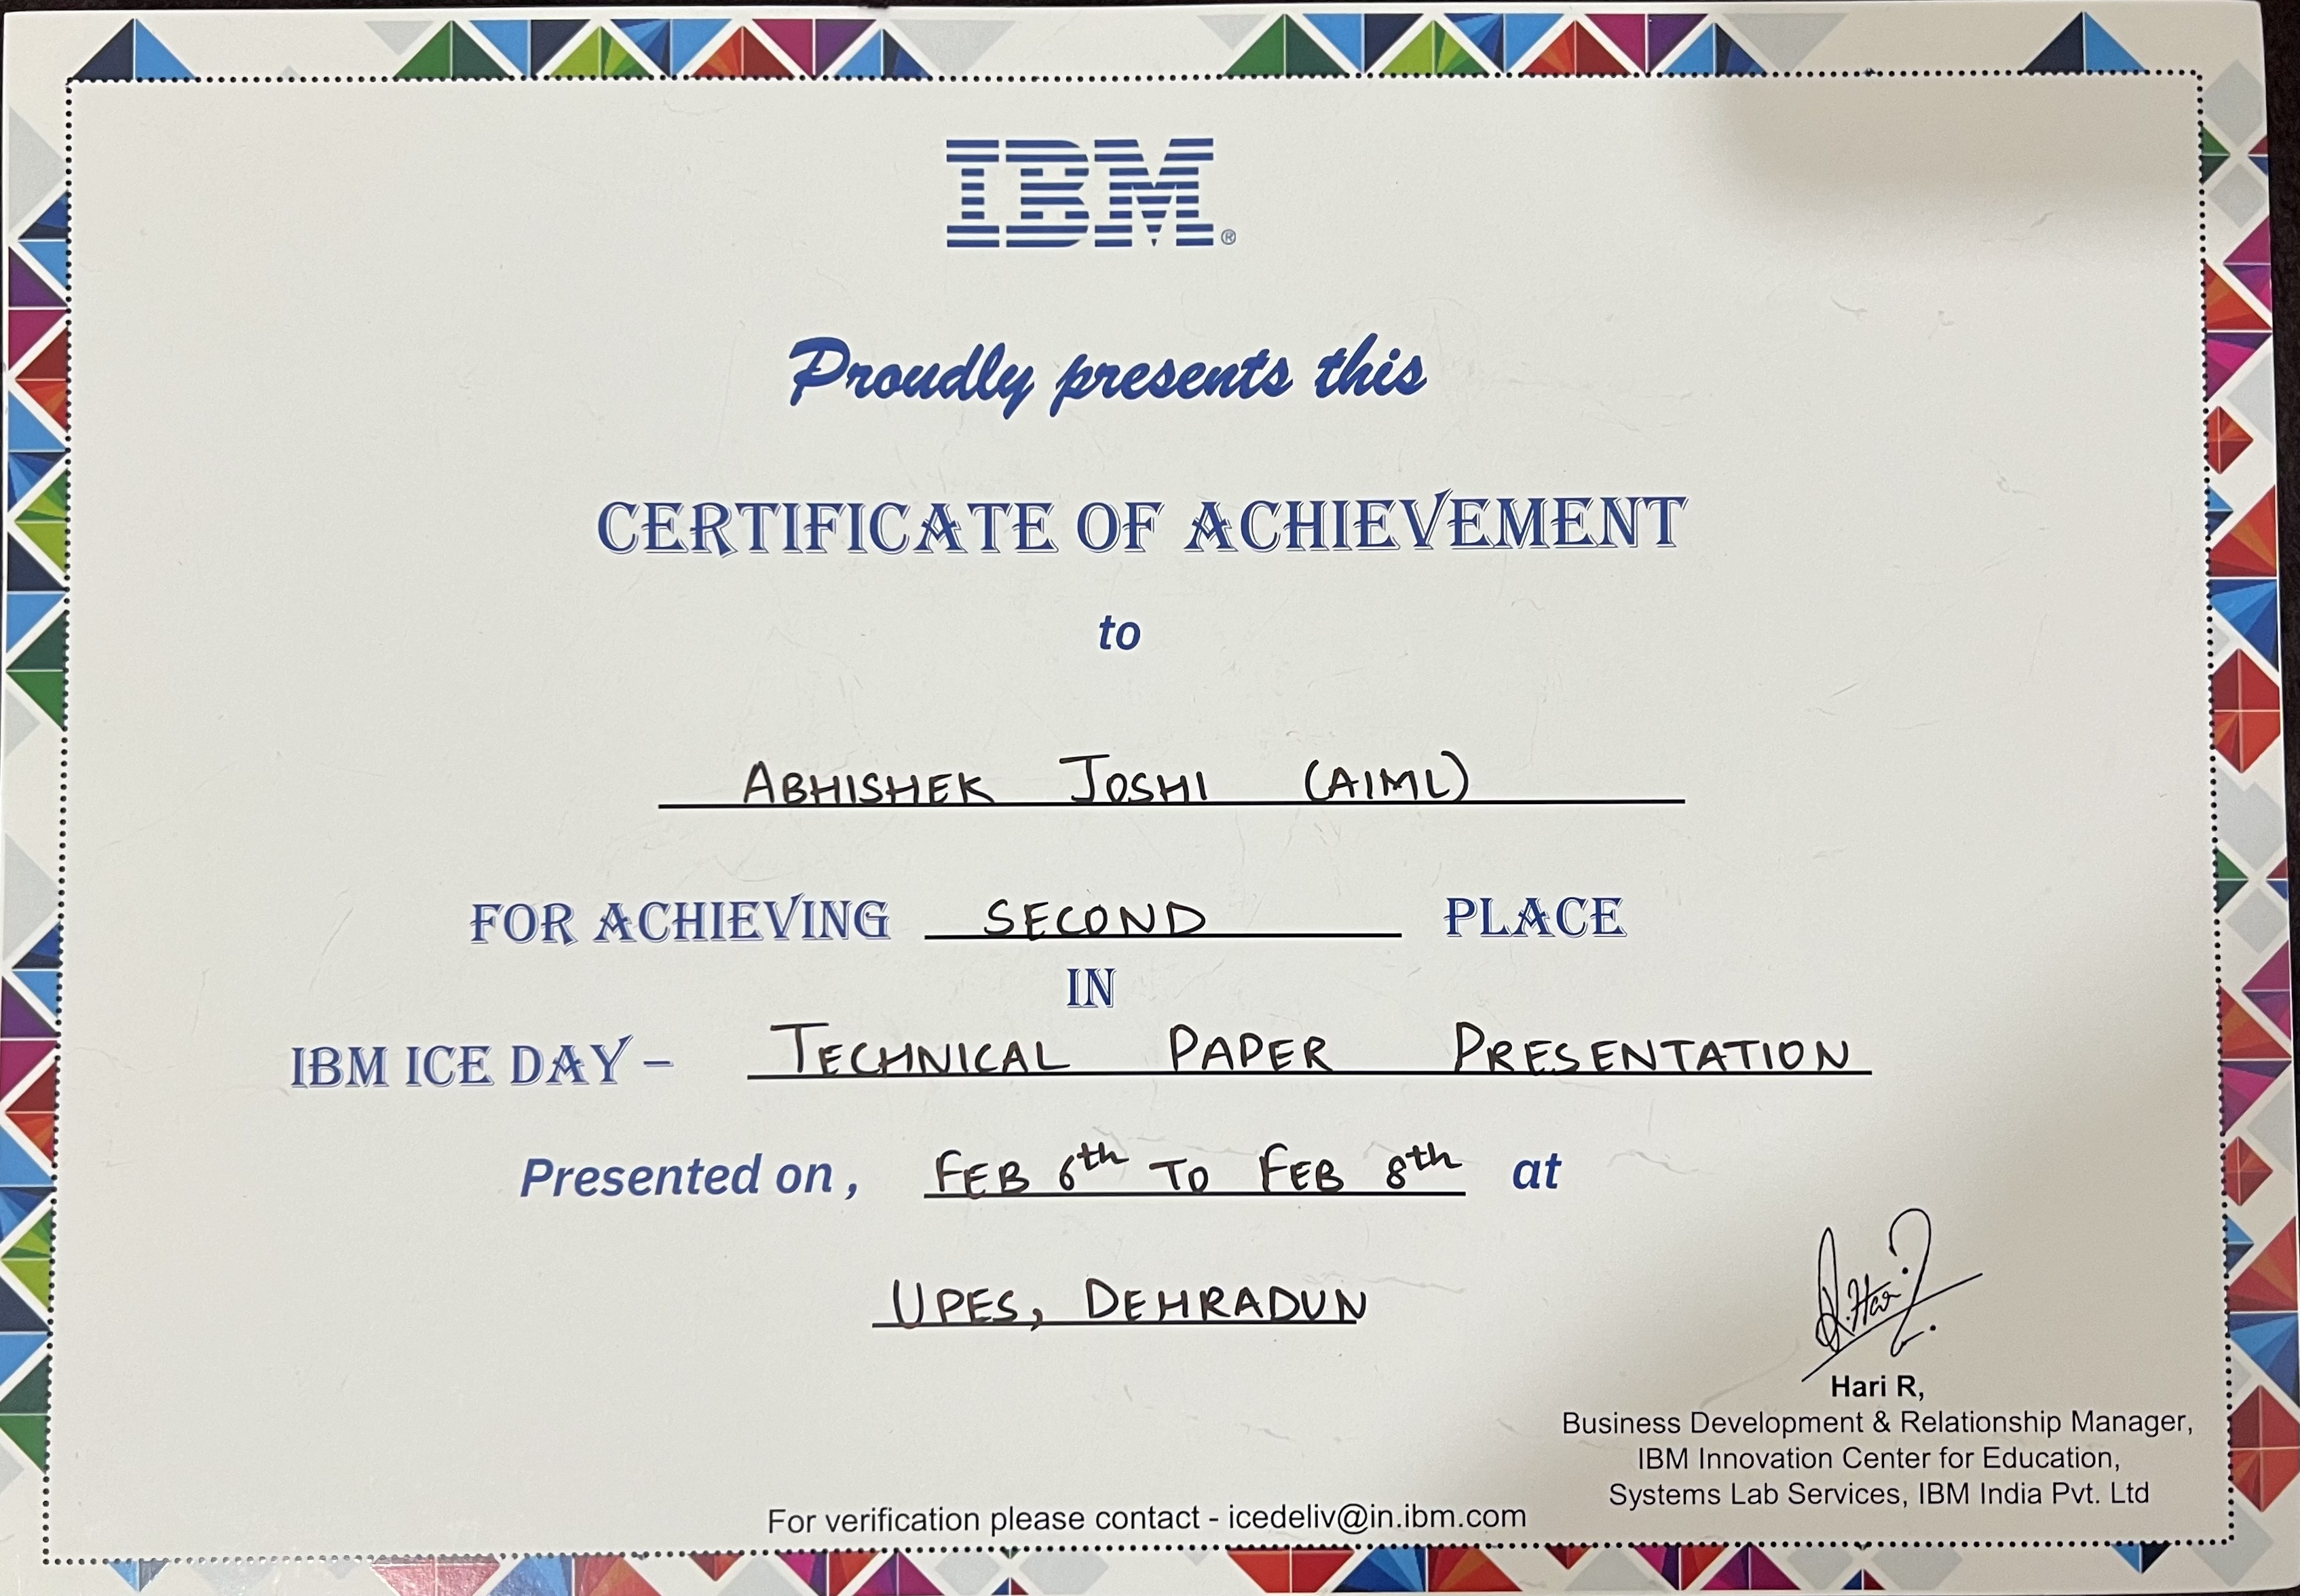 IBM®
Proudly presents this
CERTIFICATE OF ACHIEVEMENT
to
ABHISHEK JOSHI (AIML)
FOR ACHIEVING SECOND PLACE
IN
IBM ICE DAY – TECHNICAL PAPER PRESENTATION
Presented on, FEB 6th TO FEB 8th at
UPES, DEHRADUN
Hari R,
Business Development & Relationship Manager,
IBM Innovation Center for Education,
Systems Lab Services, IBM India Pvt. Ltd
For verification please contact - icedeliv@in.ibm.com